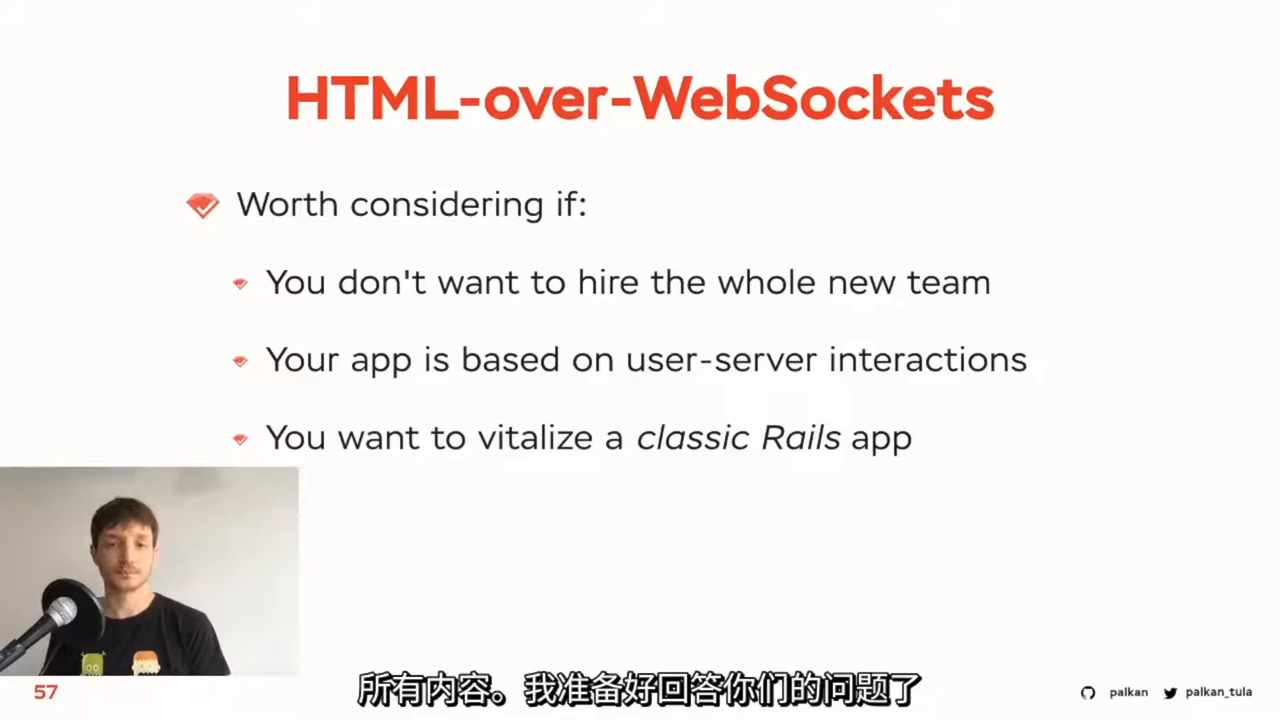 HTML-over-WebSockets
Worth considering if:
You don't want to hire the whole new team
Your app is based on user-server interactions
You want to vitalize a classic Rails app
所有内容。我准备好回答你们的问题了
57
palkan
palkan_tula